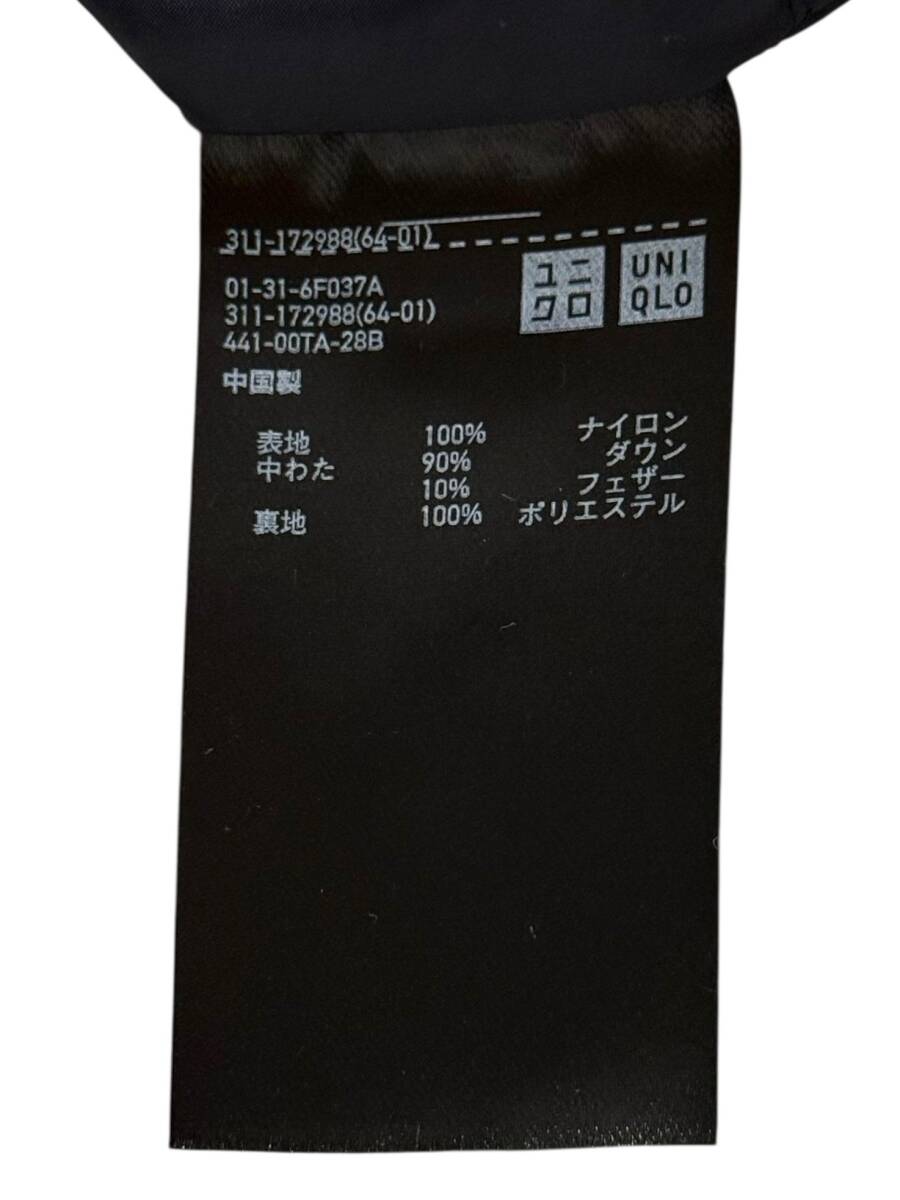 311-172988(64-01)
ユニ
クロ
UNI
QLO
01-31-6F037A
311-172988(64-01)
441-00TA-28B
中国製
表地 100% ナイロン
中わた 90% ダウン
10% フェザー
裏地 100% ポリエステル